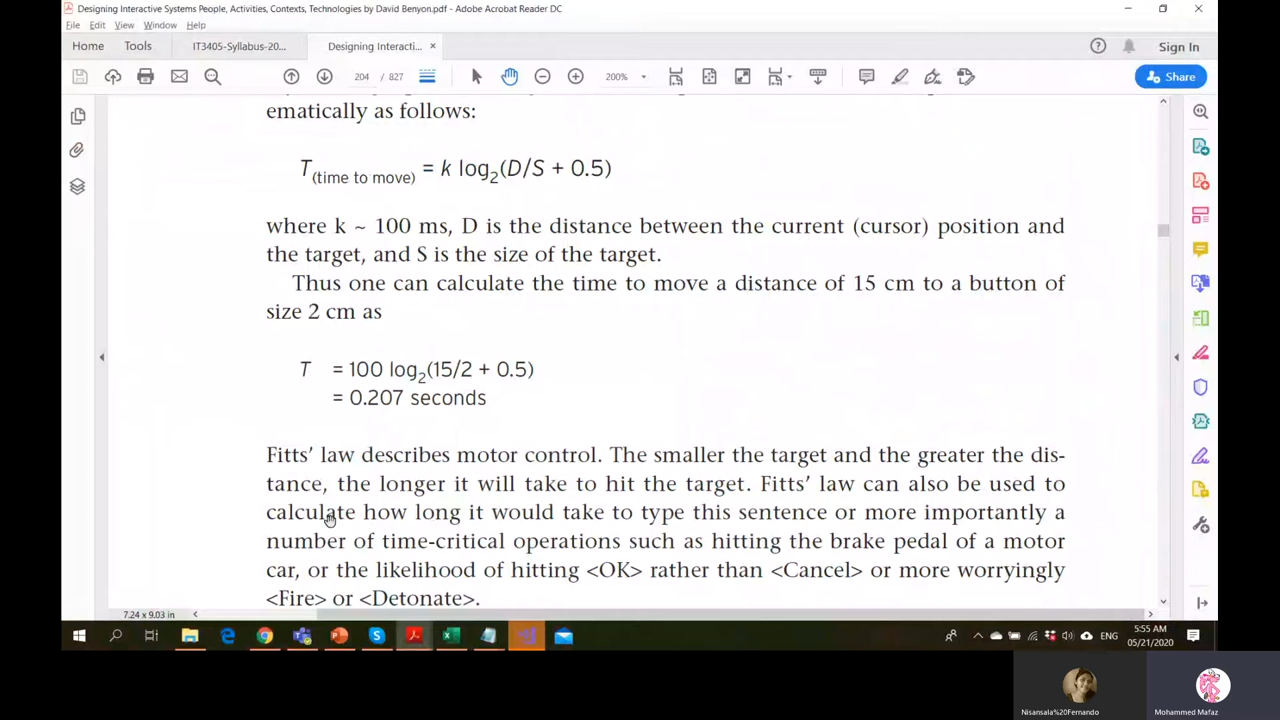 Designing Interactive Systems People, Activities, Contexts, Technologies by David Benyon.pdf - Adobe Acrobat Reader DC
File Edit View Window Help
Home Tools IT3405-Syllabus-20... Designing Interacti... × Sign In
204 / 827 200% Share
ematically as follows:
T(time to move) = k log2(D/S + 0.5)
where k ~ 100 ms, D is the distance between the current (cursor) position and
the target, and S is the size of the target.
Thus one can calculate the time to move a distance of 15 cm to a button of
size 2 cm as
T = 100 log2(15/2 + 0.5)
= 0.207 seconds
Fitts’ law describes motor control. The smaller the target and the greater the dis-
tance, the longer it will take to hit the target. Fitts’ law can also be used to
calculate how long it would take to type this sentence or more importantly a
number of time-critical operations such as hitting the brake pedal of a motor
car, or the likelihood of hitting <OK> rather than <Cancel> or more worryingly
<Fire> or <Detonate>.
7.24 x 9.03 in
ENG 5:55 AM
05/21/2020
Nisansala%20Fernando Mohammed Mafaz